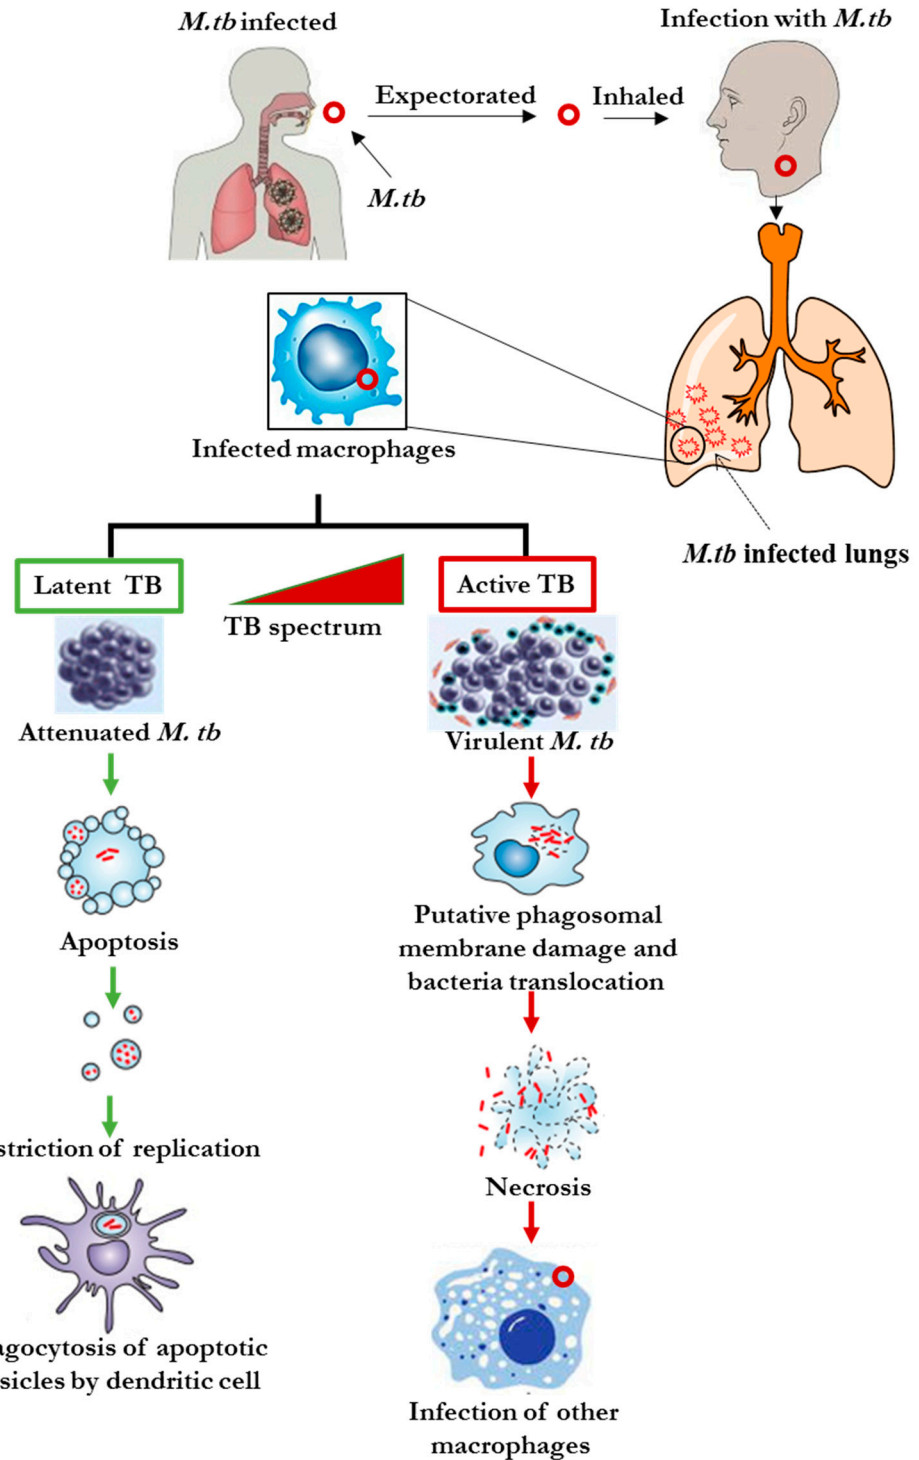 M.tb infected
Infection with M.tb
Expectorated
Inhaled
M.tb
Infected macrophages
M.tb infected lungs
Latent TB
TB spectrum
Active TB
Attenuated M. tb
Virulent M. tb
Apoptosis
Putative phagosomal
membrane damage and
bacteria translocation
striction of replication
Necrosis
agocytosis of apoptotic
sicles by dendritic cell
Infection of other
macrophages